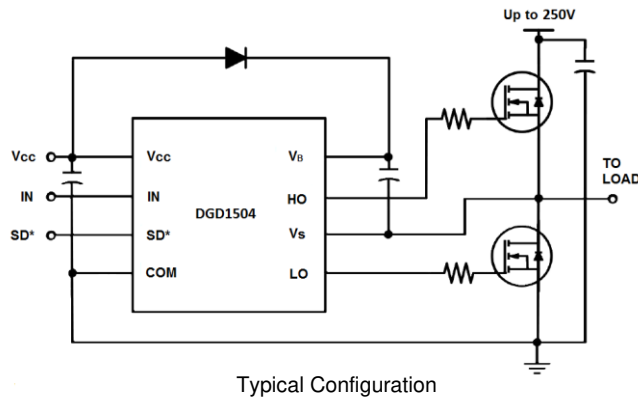 Up to 250V
Vcc
IN
SD*
Vcc
IN
SD*
COM
DGD1504
VB
HO
Vs
LO
TO
LOAD
Typical Configuration